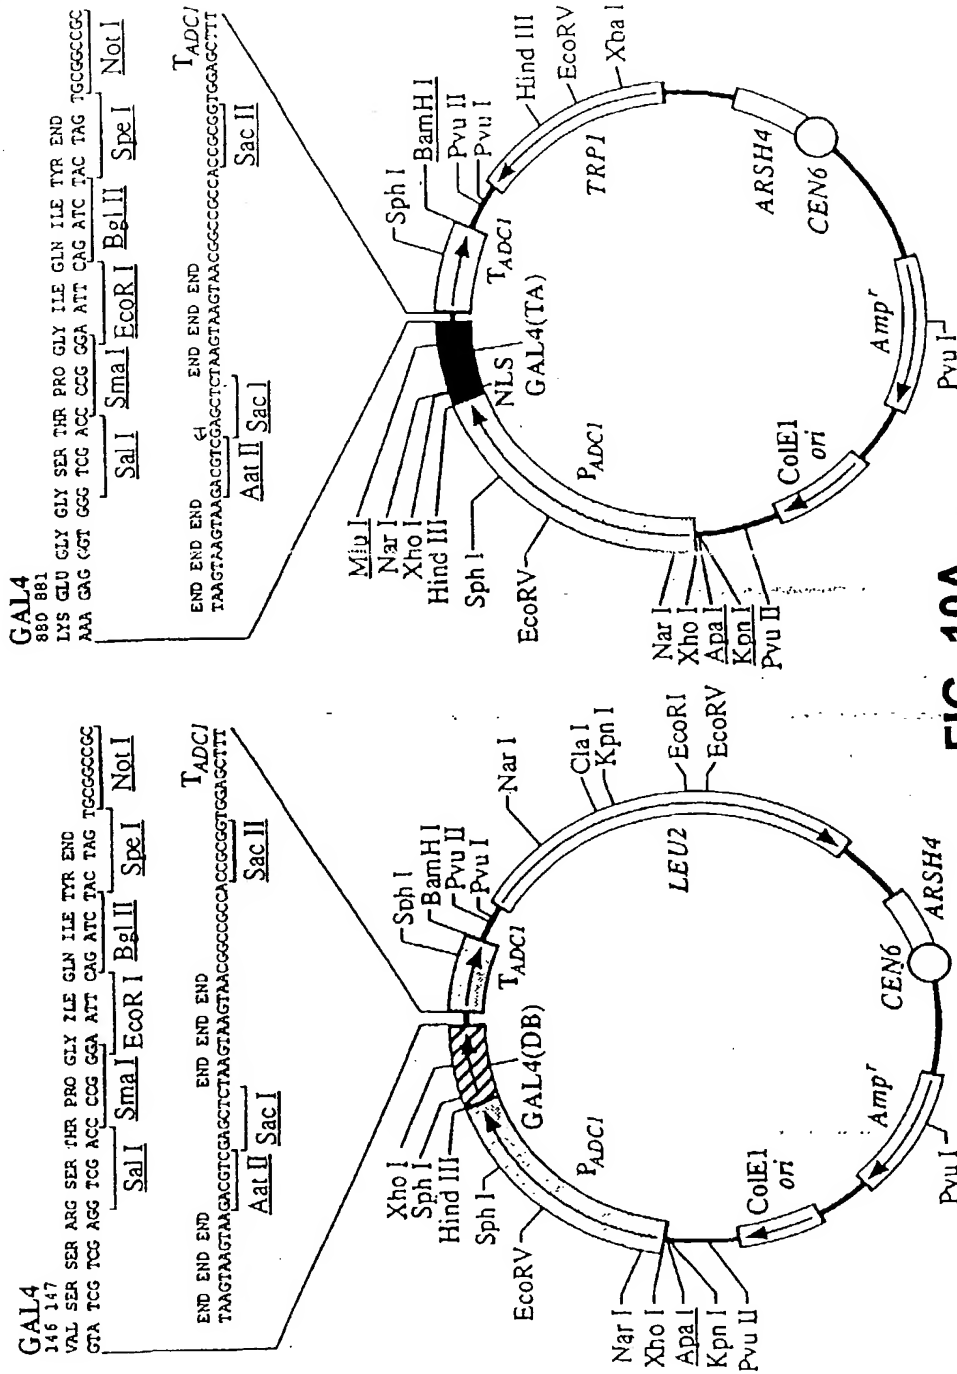 GAL4
146 147
VAL SER SER ARG SER THR PRO GLY ILE GLN ILE TYR END
GTA TCG TCG AGG TCG ACC CCG GGA ATT CAG ATC TAC TAG TGCGGCCGC
Sal I Sma I EcoR I Bgl II Spe I Not I
END END END END END END
TAAGTAAGACGTCGAGCTCTAAGTAAGTAACGGCCGCCACCGCGGTGGAGCTTT
Aat II Sac I Sac II
T ADC1
Xho I
Sph I
Hind III
Sph I
EcoRV
Nar I
Xho I
Apa I
Kpn I
Pvu II
P ADC1
GAL4(DB)
T ADC1
Sph I
BamH I
Pvu II
Pvu I
Nar I
Cla I
Kpn I
EcoRI
EcoRV
LEU2
ARSH4
CEN6
Amp r
Pvu I
ColE1
ori
GAL4
880 881
LYS GLU GLY GLY SER THR PRO GLY ILE GLN ILE TYR END
AAA GAG GGT GGG TCG ACC CCG GGA ATT CAG ATC TAC TAG TGCGGCCGC
Sal I Sma I EcoR I Bgl II Spe I Not I
END END END END END END
TAAGTAAGACGTCGAGCTCTAAGTAAGTAACGGCCGCCACCGCGGTGGAGCTTT
Aat II Sac I Sac II
T ADC1
Mlu I
Nar I
Xho I
Hind III
Sph I
EcoRV
Nar I
Xho I
Apa I
Kpn I
Pvu II
P ADC1
NLS
GAL4(TA)
T ADC1
Sph I
BamH I
Pvu II
Pvu I
Hind III
EcoRV
Xba I
TRP1
ARSH4
CEN6
Amp r
Pvu I
ColE1
ori